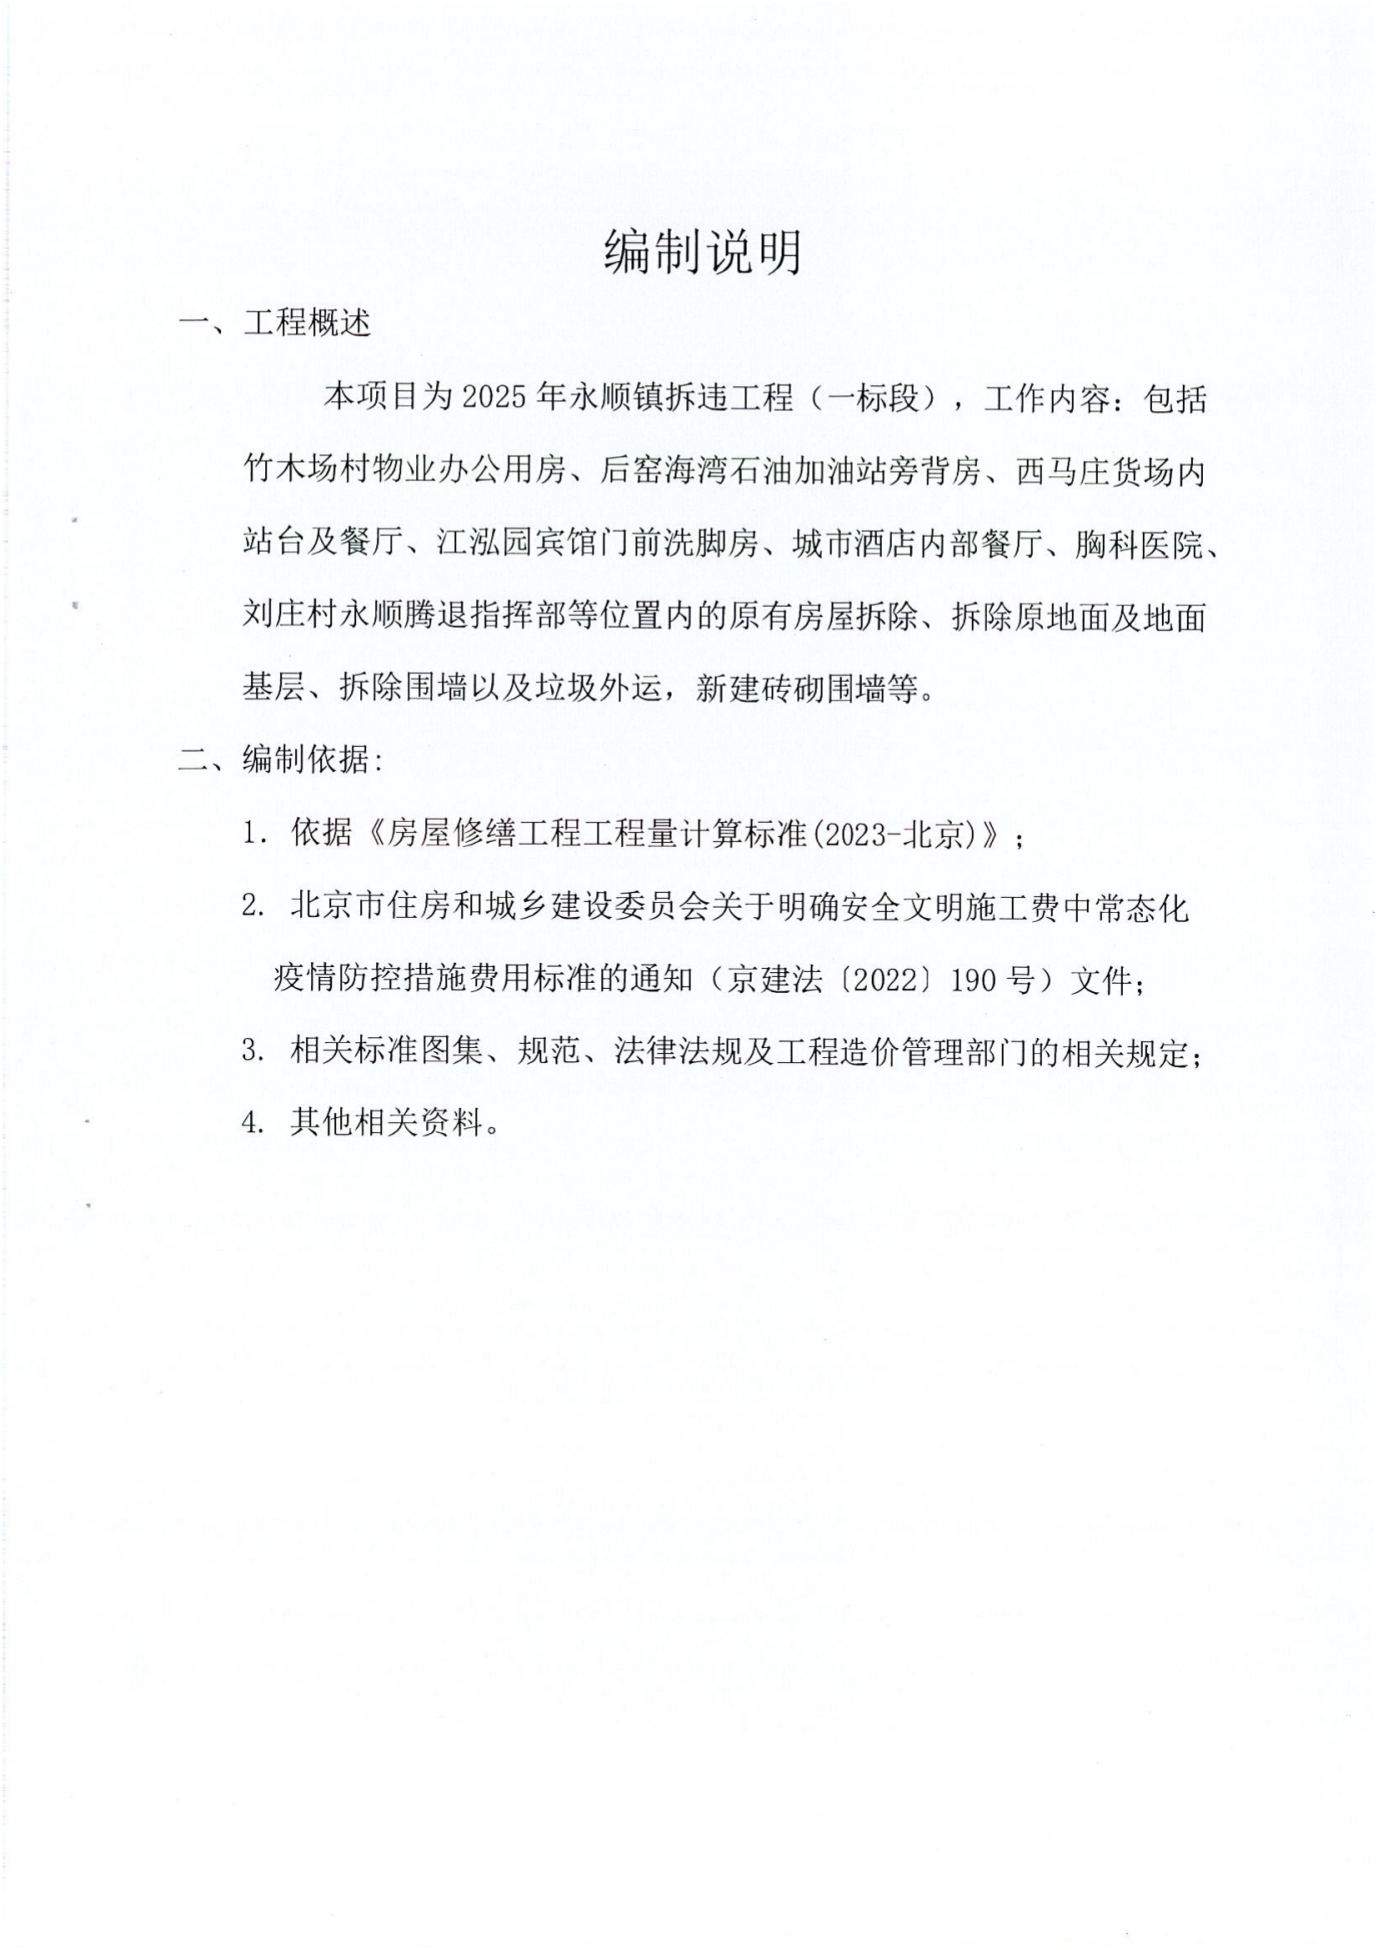 编制说明
一、工程概述
本项目为 2025 年永顺镇拆违工程（一标段），工作内容：包括
竹木场村物业办公用房、后窑海湾石油加油站旁背房、西马庄货场内
站台及餐厅、江泓园宾馆门前洗脚房、城市酒店内部餐厅、胸科医院、
刘庄村永顺腾退指挥部等位置内的原有房屋拆除、拆除原地面及地面
基层、拆除围墙以及垃圾外运，新建砖砌围墙等。
二、编制依据：
1. 依据《房屋修缮工程工程量计算标准(2023-北京)》；
2. 北京市住房和城乡建设委员会关于明确安全文明施工费中常态化
疫情防控措施费用标准的通知（京建法〔2022〕190 号）文件；
3. 相关标准图集、规范、法律法规及工程造价管理部门的相关规定；
4. 其他相关资料。